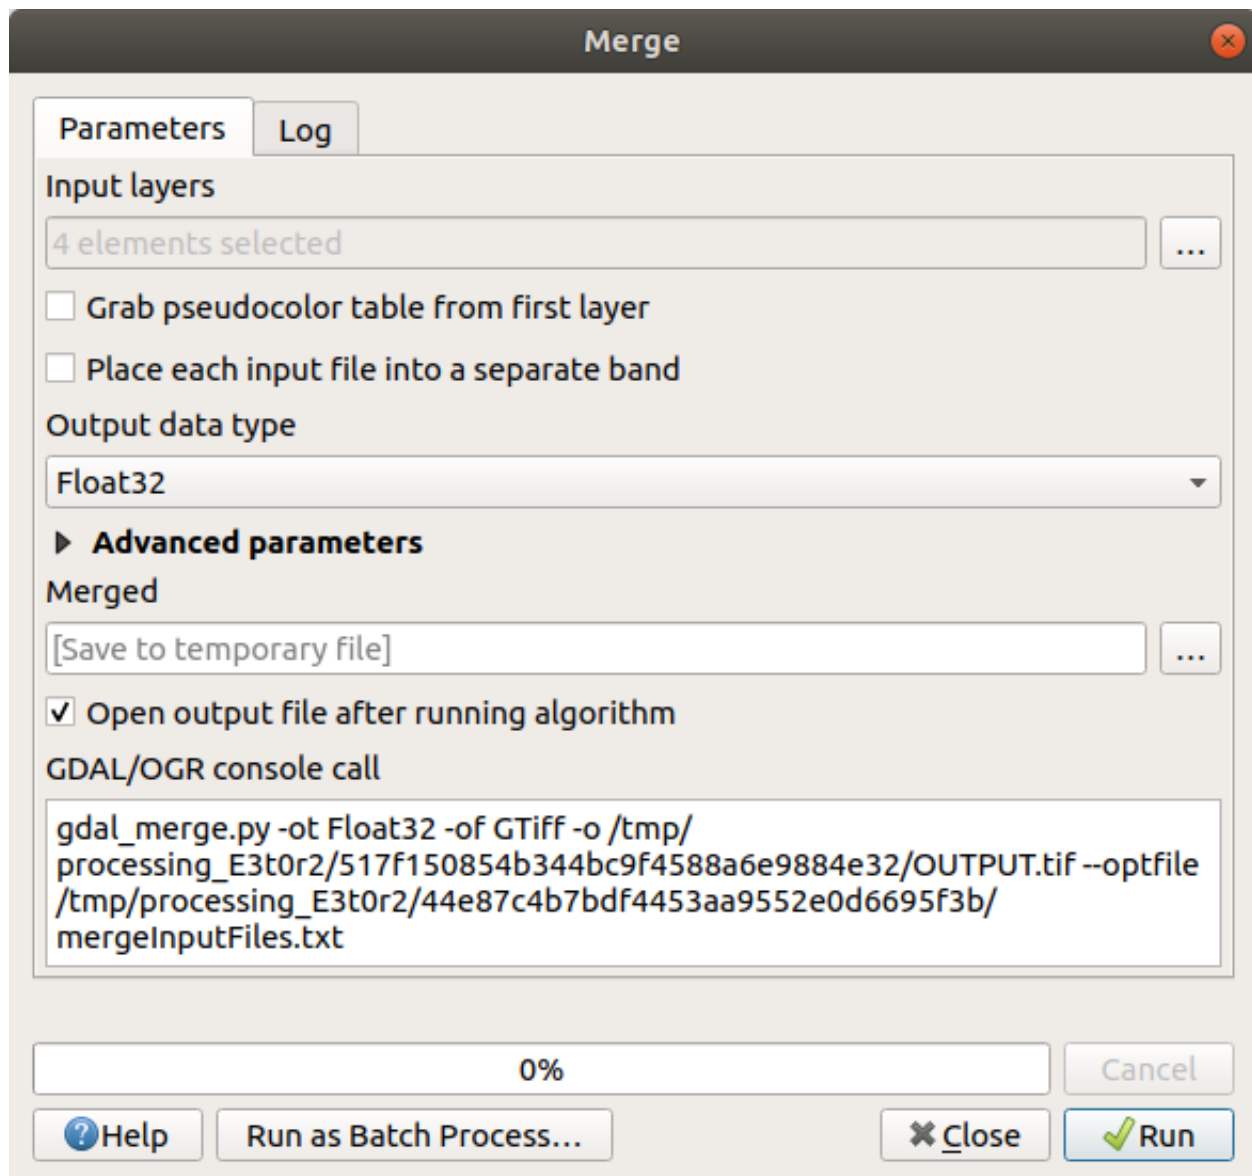 Merge
Parameters
Log
Input layers
4 elements selected
...
Grab pseudocolor table from first layer
Place each input file into a separate band
Output data type
Float32
Advanced parameters
Merged
[Save to temporary file]
...
Open output file after running algorithm
GDAL/OGR console call
gdal_merge.py -ot Float32 -of GTiff -o /tmp/
processing_E3t0r2/517f150854b344bc9f4588a6e9884e32/OUTPUT.tif --optfile
/tmp/processing_E3t0r2/44e87c4b7bdf4453aa9552e0d6695f3b/
mergeInputFiles.txt
0%
Cancel
Help
Run as Batch Process...
Close
Run